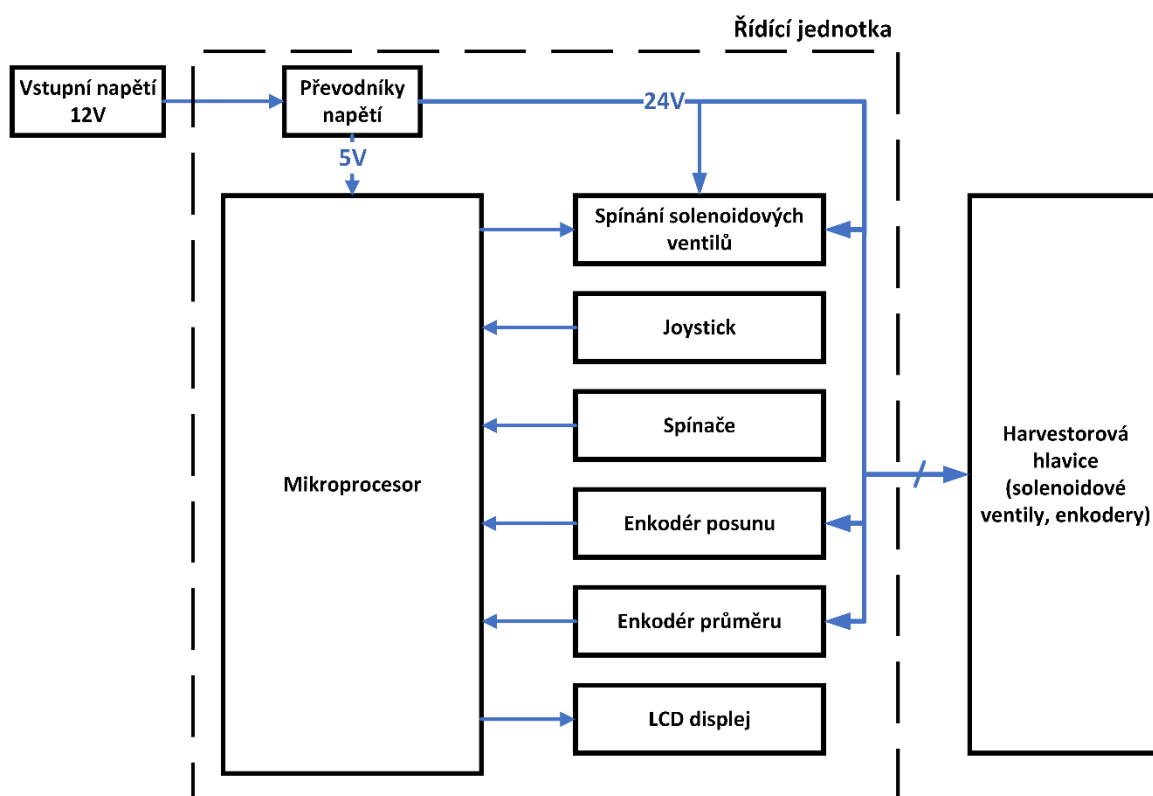 Řídící jednotka
Vstupní napětí
12V
Převodníky
napětí
24V
5V
Spínání solenoidových
ventilů
Joystick
Spínače
Mikroprocesor
Enkodér posunu
Enkodér průměru
LCD displej
Harvestorová
hlavice
(solenoidové
ventily, enkodery)